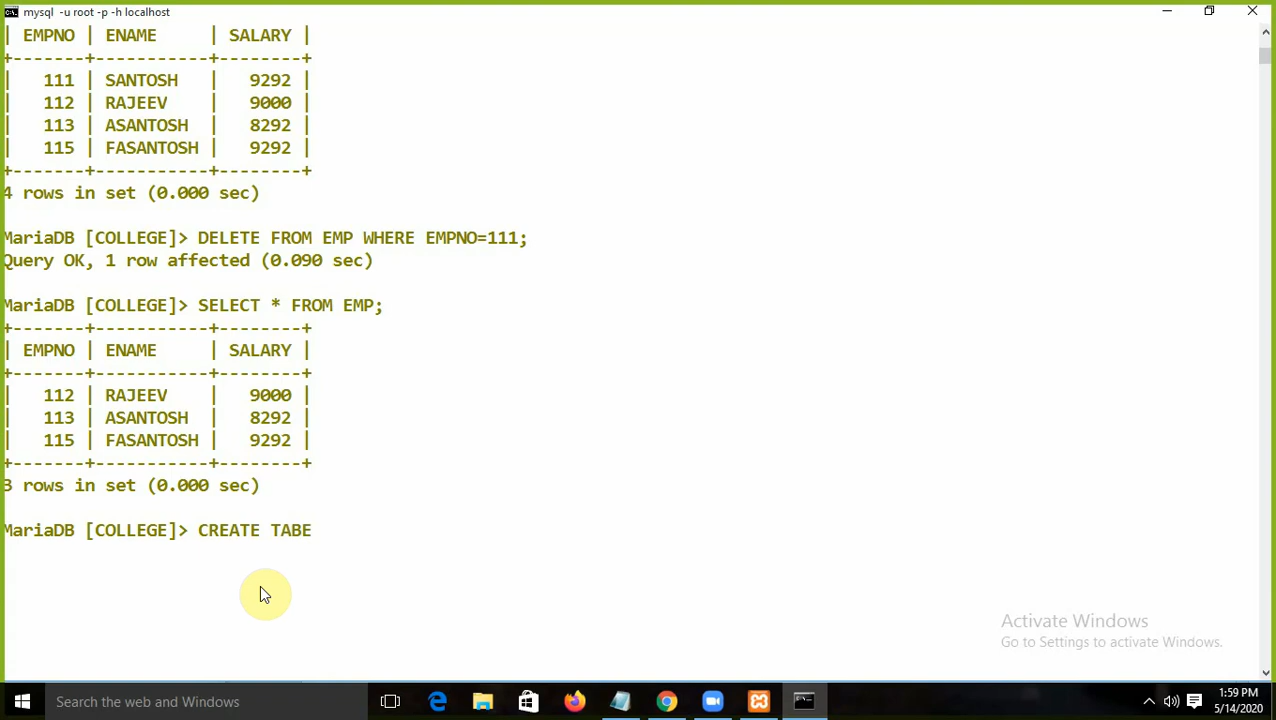 mysql -u root -p -h localhost
| EMPNO | ENAME     | SALARY |
+-------+-----------+--------+
|   111 | SANTOSH   |   9292 |
|   112 | RAJEEV    |   9000 |
|   113 | ASANTOSH  |   8292 |
|   115 | FASANTOSH |   9292 |
+-------+-----------+--------+
4 rows in set (0.000 sec)
MariaDB [COLLEGE]> DELETE FROM EMP WHERE EMPNO=111;
Query OK, 1 row affected (0.090 sec)
MariaDB [COLLEGE]> SELECT * FROM EMP;
+-------+-----------+--------+
| EMPNO | ENAME     | SALARY |
+-------+-----------+--------+
|   112 | RAJEEV    |   9000 |
|   113 | ASANTOSH  |   8292 |
|   115 | FASANTOSH |   9292 |
+-------+-----------+--------+
3 rows in set (0.000 sec)
MariaDB [COLLEGE]> CREATE TABE
Activate Windows
Go to Settings to activate Windows.
Search the web and Windows
1:59 PM
5/14/2020